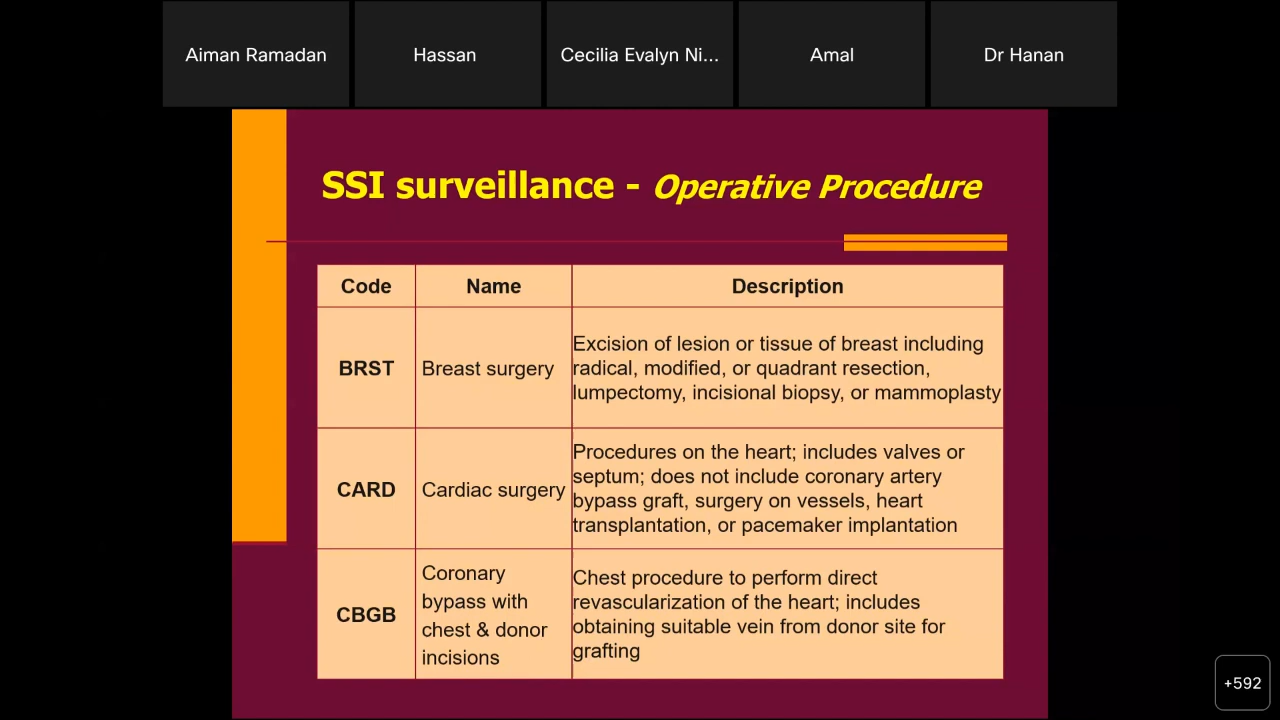 Aiman Ramadan
Hassan
Cecilia Evalyn Ni...
Amal
Dr Hanan
SSI surveillance - Operative Procedure
Code
Name
Description
BRST
Breast surgery
Excision of lesion or tissue of breast including
radical, modified, or quadrant resection,
lumpectomy, incisional biopsy, or mammoplasty
CARD
Cardiac surgery
Procedures on the heart; includes valves or
septum; does not include coronary artery
bypass graft, surgery on vessels, heart
transplantation, or pacemaker implantation
CBGB
Coronary
bypass with
chest & donor
incisions
Chest procedure to perform direct
revascularization of the heart; includes
obtaining suitable vein from donor site for
grafting
+592